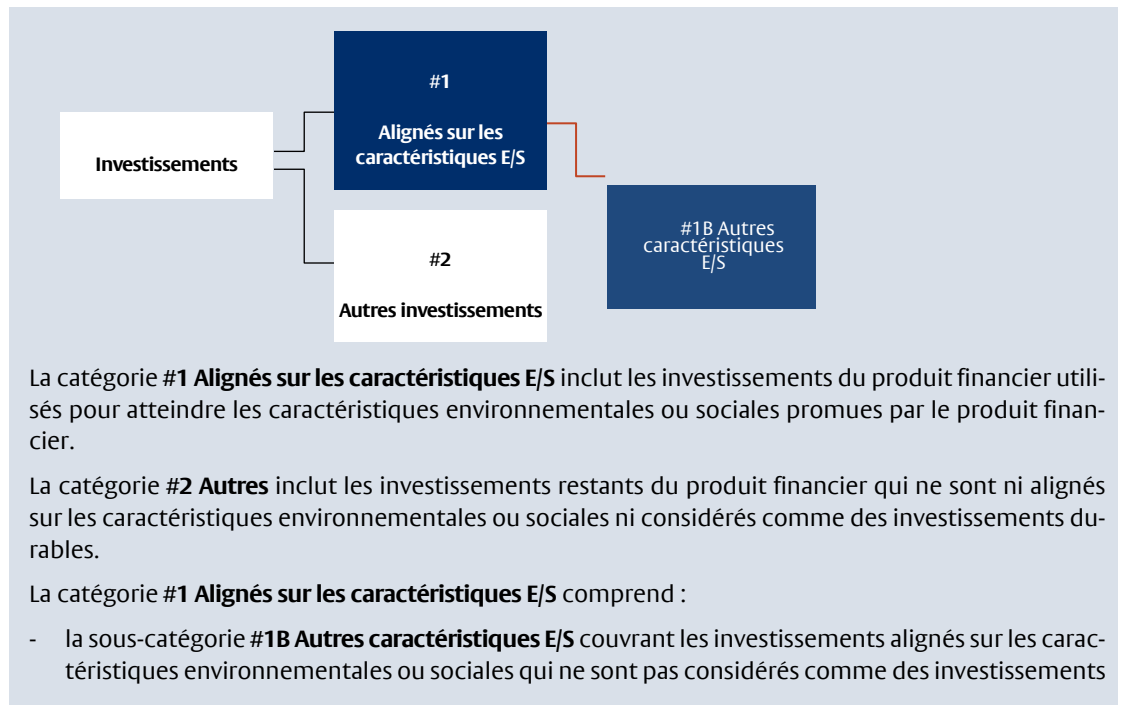 #1
Alignés sur les
caractéristiques E/S
Investissements
#1B Autres
caractéristiques
E/S
#2
Autres investissements
La catégorie #1 Alignés sur les caractéristiques E/S inclut les investissements du produit financier utili-
sés pour atteindre les caractéristiques environnementales ou sociales promues par le produit finan-
cier.
La catégorie #2 Autres inclut les investissements restants du produit financier qui ne sont ni alignés
sur les caractéristiques environnementales ou sociales ni considérés comme des investissements du-
rables.
La catégorie #1 Alignés sur les caractéristiques E/S comprend :
- la sous-catégorie #1B Autres caractéristiques E/S couvrant les investissements alignés sur les carac-
téristiques environnementales ou sociales qui ne sont pas considérés comme des investissements